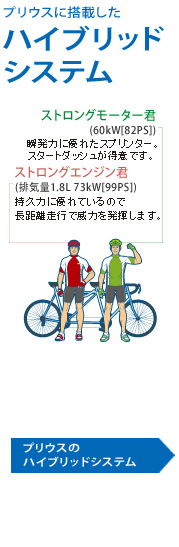 プリウスに搭載した
ハイブリッド
システム
ストロングモーター君
(60kW[82PS])
瞬発力に優れたスプリンター。
スタートダッシュが得意です。
ストロングエンジン君
(排気量1.8L 73kW[99PS])
持久力に優れているので
長距離走行で威力を発揮します。
プリウスの
ハイブリッドシステム